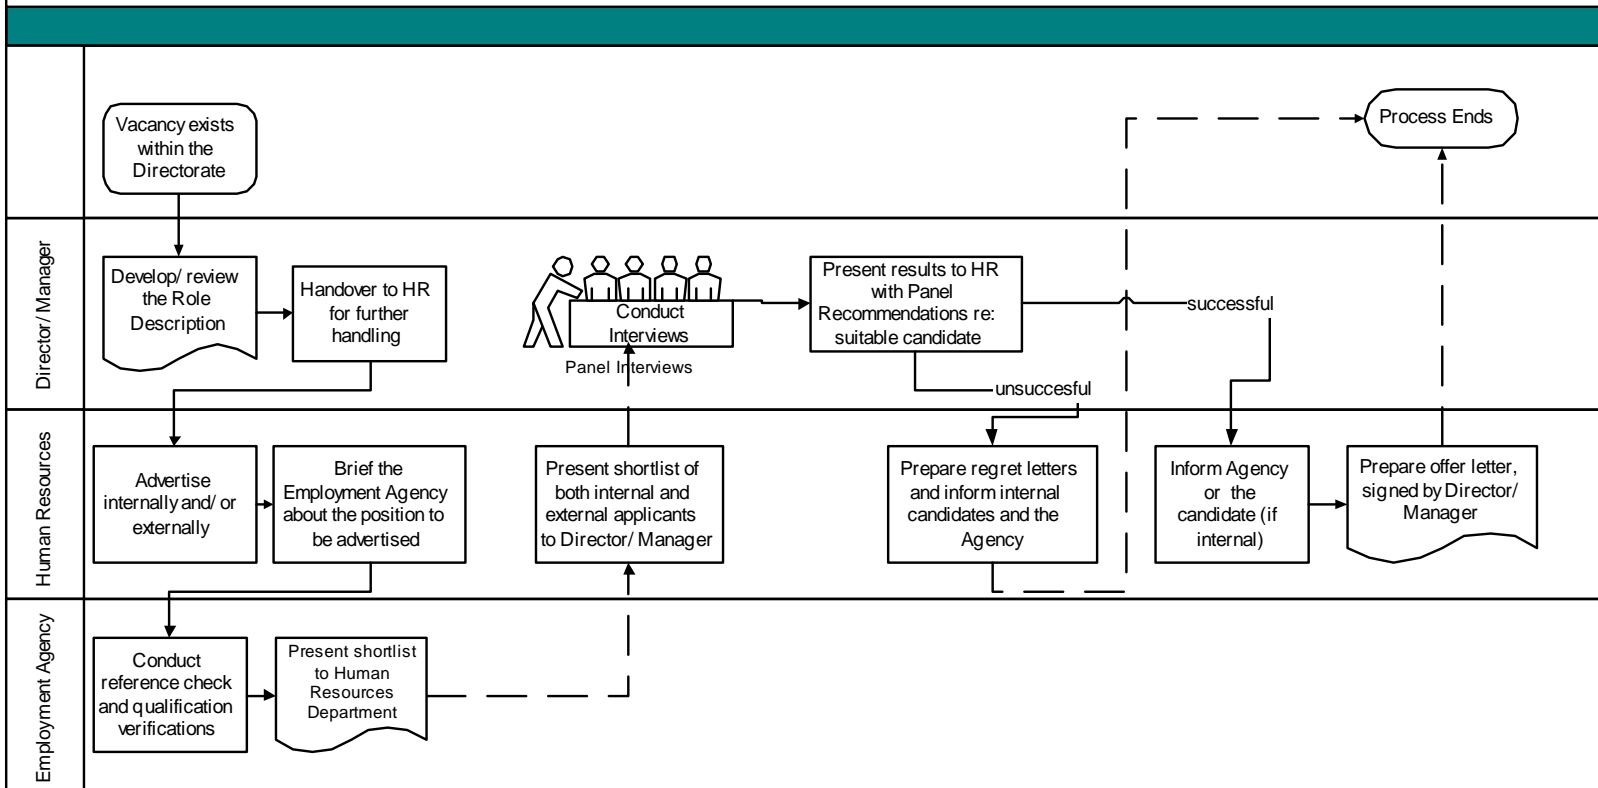 Vacancy exists
within the
Directorate
Process Ends
Director/ Manager
Develop/ review
the Role
Description
Handover to HR
for further
handling
Conduct
Interviews
Panel Interviews
Present results to HR
with Panel
Recommendations re:
suitable candidate
successful
unsuccesful
Human Resources
Advertise
internally and/ or
externally
Brief the
Employment Agency
about the position to
be advertised
Present shortlist of
both internal and
external applicants
to Director/ Manager
Prepare regret letters
and inform internal
candidates and the
Agency
Inform Agency
or the
candidate (if
internal)
Prepare offer letter,
signed by Director/
Manager
Employment Agency
Conduct
reference check
and qualification
verifications
Present shortlist
to Human
Resources
Department